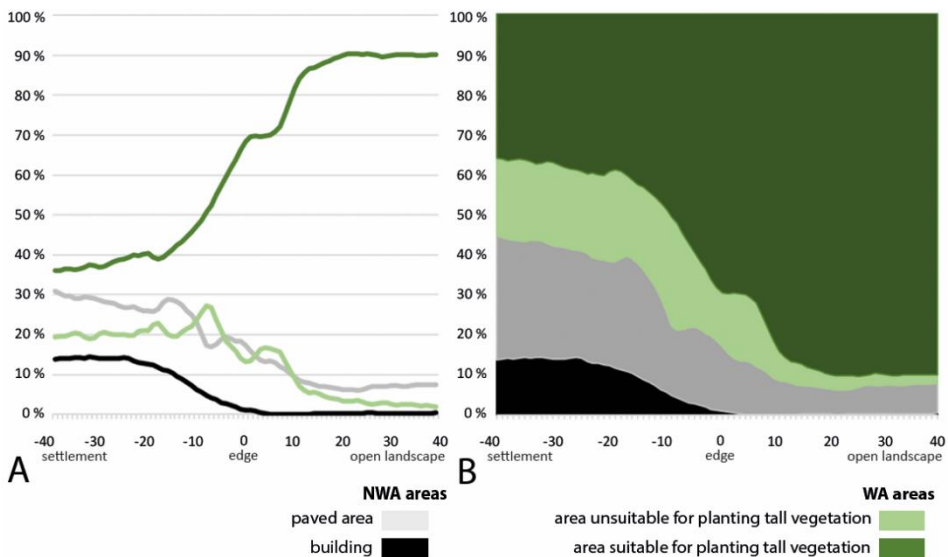 100 %
90 %
80 %
70 %
60 %
50 %
40 %
30 %
20 %
10 %
0 %
-40 -30 -20 -10 0 10 20 30 40
settlement edge open landscape
A
100 %
90 %
80 %
70 %
60 %
50 %
40 %
30 %
20 %
10 %
0 %
-40 -30 -20 -10 0 10 20 30 40
settlement edge open landscape
B
NWA areas
paved area
building
WA areas
area unsuitable for planting tall vegetation
area suitable for planting tall vegetation